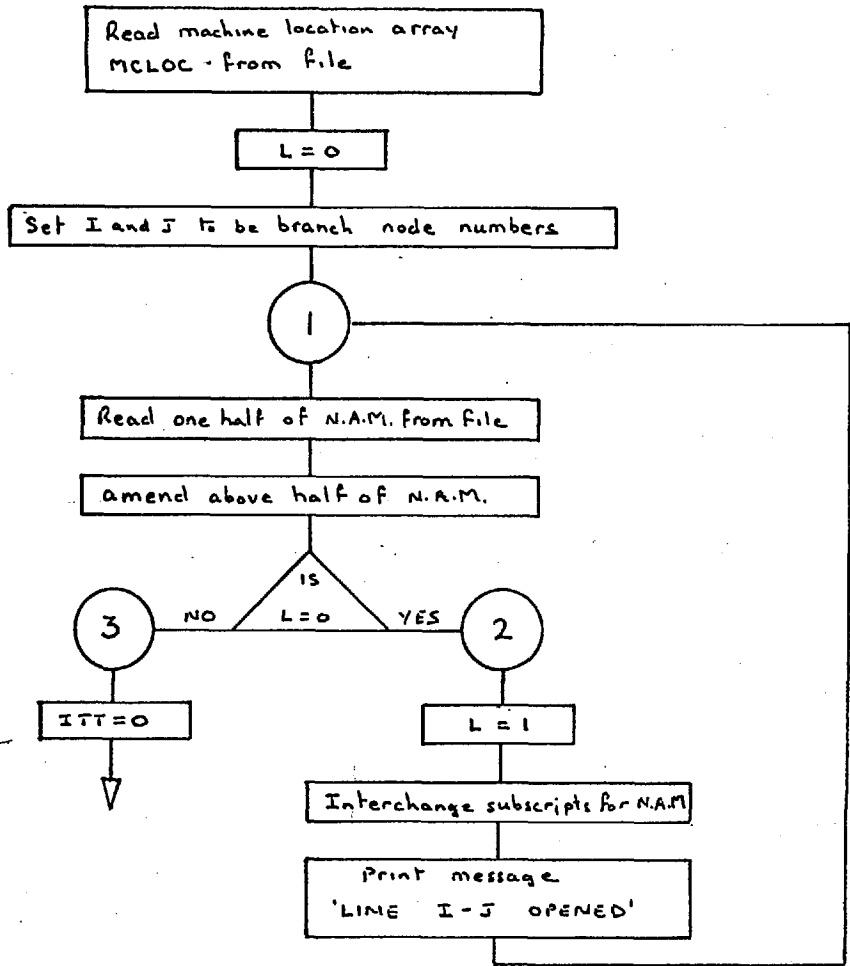 Read machine location array
MCLOC - from file
L = 0
Set I and J to be branch node numbers
1
Read one half of N.A.M. from file
amend above half of N.A.M.
IS
L = 0
NO
YES
3
2
ITT = 0
L = 1
Interchange subscripts for N.A.M
Print message
'LINE I - J OPENED'